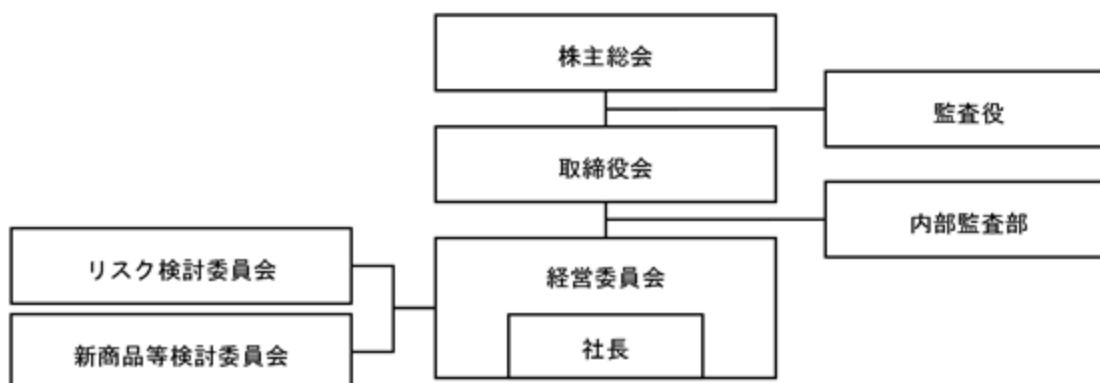 株主総会
監査役
取締役会
内部監査部
リスク検討委員会
経営委員会
新商品等検討委員会
社長